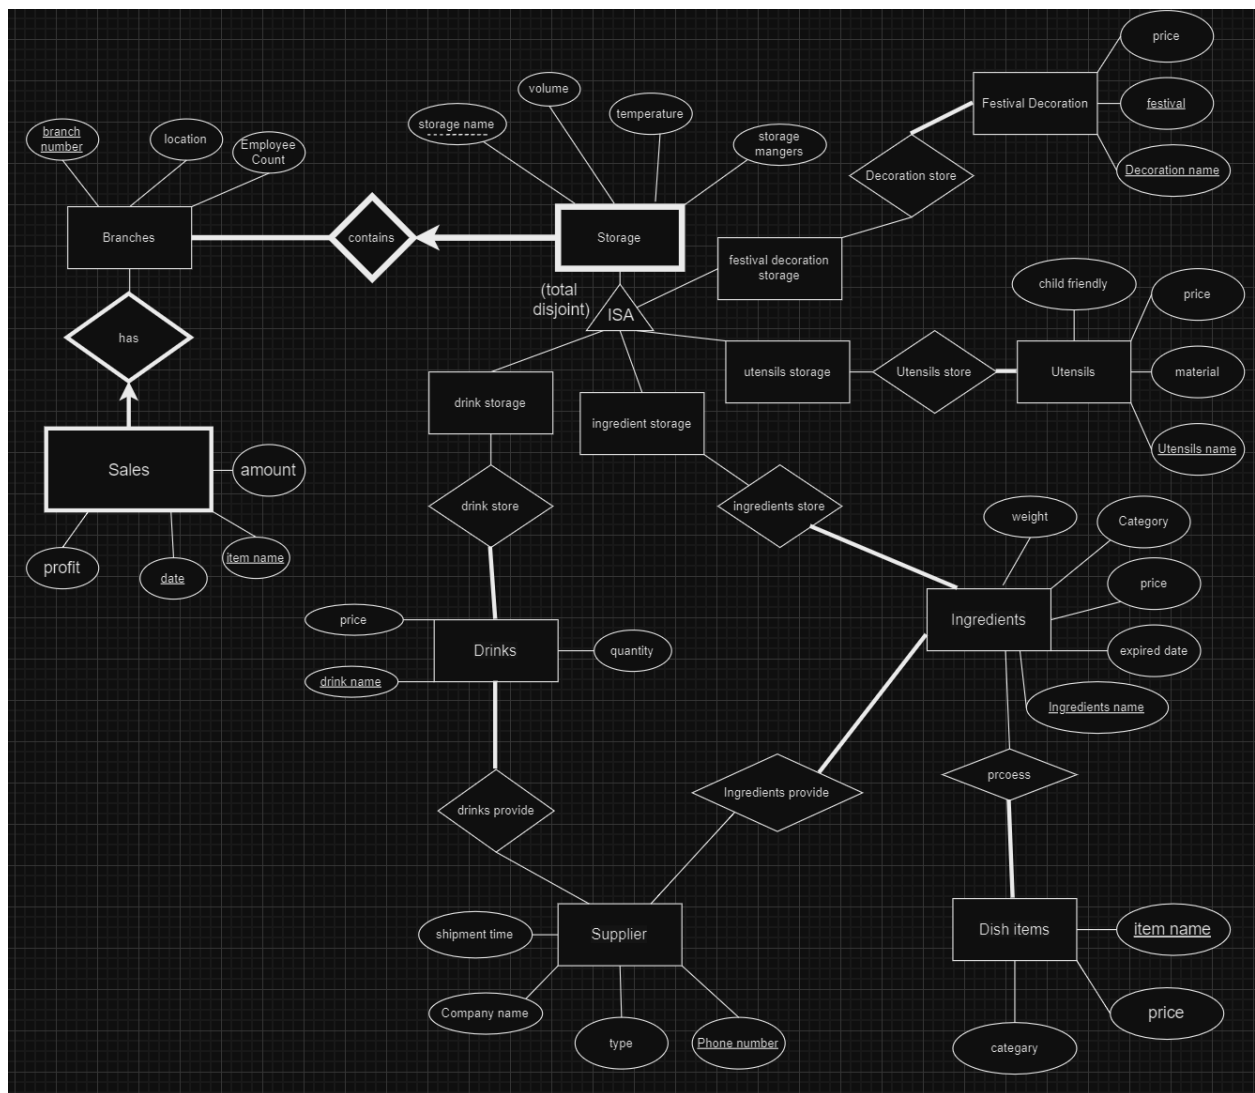 price
Festival Decoration
festival
Decoration name
Decoration store
volume
storage name
temperature
storage
mangers
branch
number
location
Employee
Count
Branches
contains
Storage
festival decoration
storage
(total
disjoint)
ISA
child friendly
price
has
utensils storage
Utensils store
Utensils
material
Utensils name
drink storage
ingredient storage
Sales
amount
profit
date
item name
drink store
ingredients store
weight
Category
price
Ingredients
expired date
Ingredients name
price
Drinks
quantity
drink name
drinks provide
Ingredients provide
prcoess
shipment time
Supplier
Company name
type
Phone number
Dish items
item name
price
categary